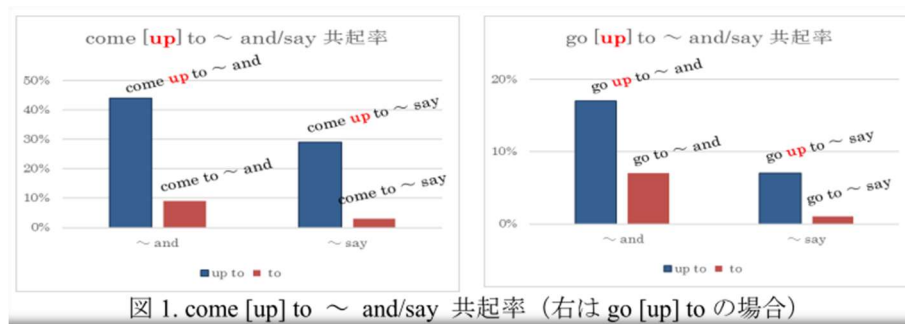 come [up] to ～ and/say 共起率
50%
40%
30%
20%
10%
0%
come up to ～ and
come to ～ and
come up to ～ say
come to ～ say
～ and
～ say
up to
to
go [up] to ～ and/say 共起率
20%
10%
0%
go up to ～ and
go to ～ and
go up to ～ say
go to ～ say
～ and
～ say
up to
to
図 1. come [up] to ～ and/say 共起率（右は go [up] to の場合）